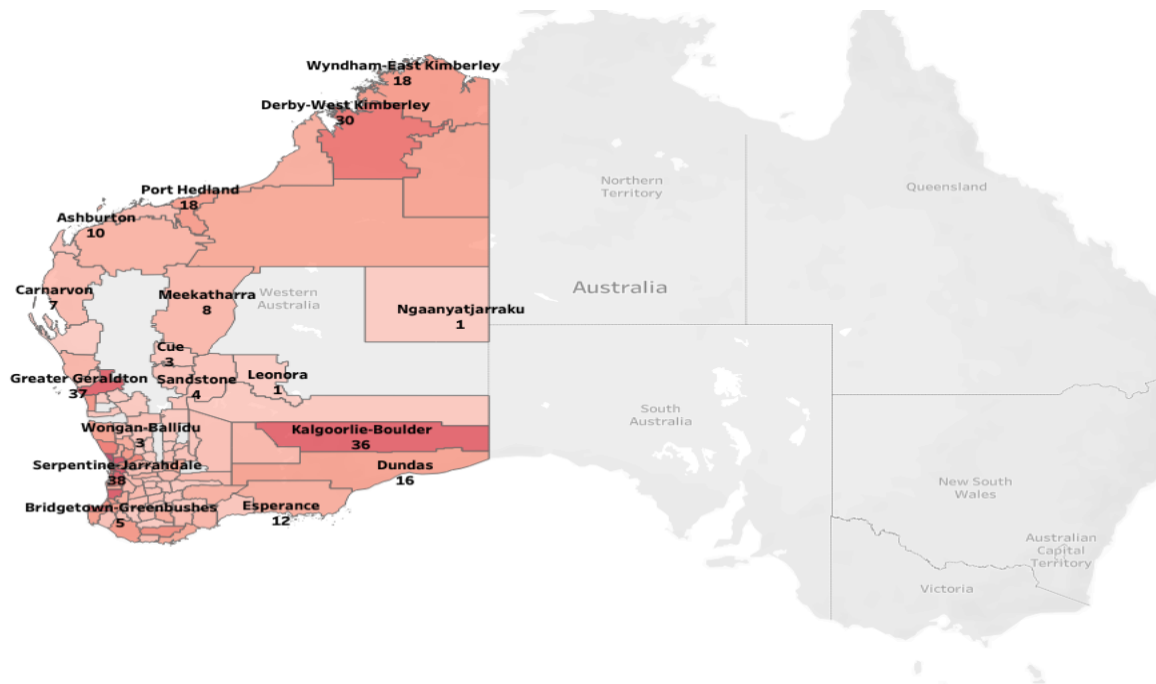 Wyndham-East Kimberley
18
Derby-West Kimberley
30
Port Hedland
18
Ashburton
10
Carnarvon
7
Meekatharra
8
Ngaanyatjarraku
1
Cue
3
Greater Geraldton
37
Sandstone
4
Leonora
1
Wongan-Ballidu
3
Kalgoorlie-Boulder
36
Serpentine-Jarrahdale
38
Dundas
16
Bridgetown-Greenbushes
5
Esperance
12
Western
Australia
Northern
Territory
Queensland
Australia
South
Australia
New South
Wales
Australian
Capital
Territory
Victoria